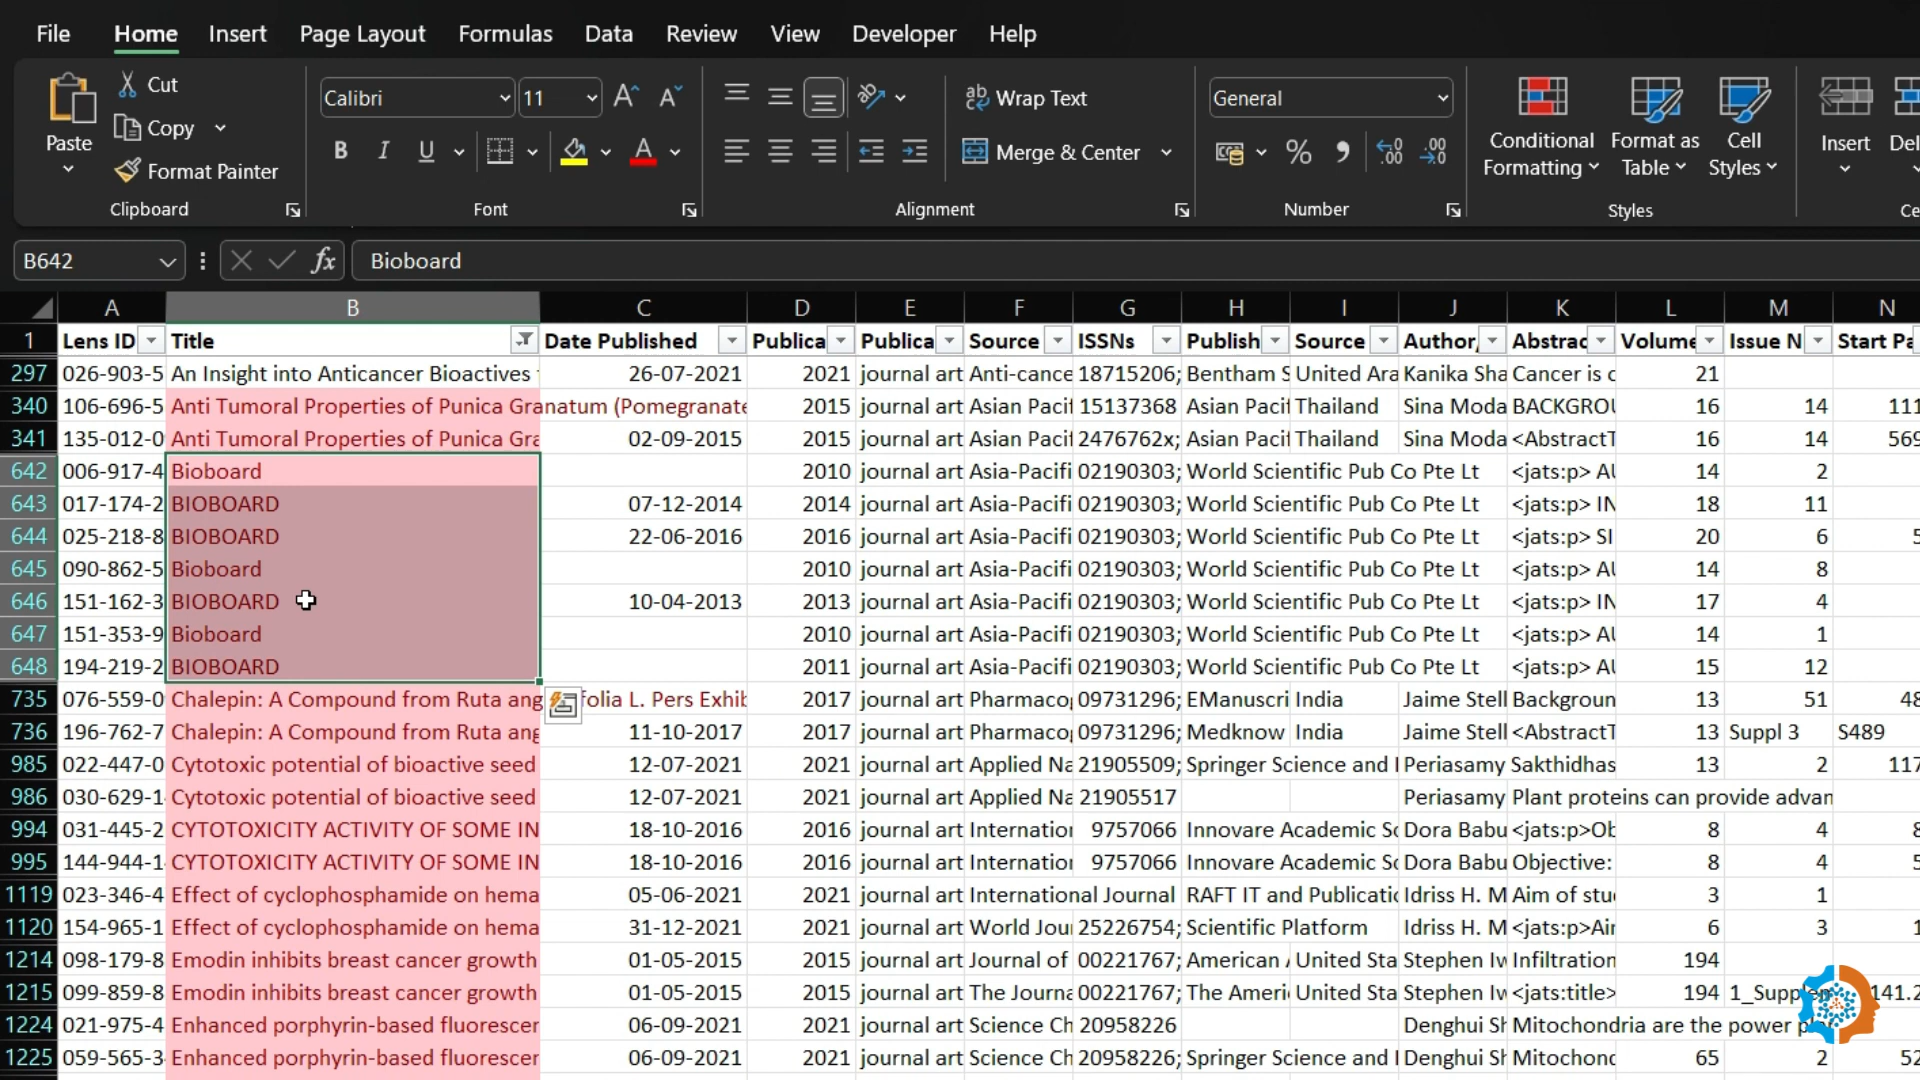 File Home Insert Page Layout Formulas Data Review View Developer Help
Paste Cut Copy Format Painter Clipboard
Calibri 11 B I U A Font
Wrap Text Merge & Center Alignment
General % Number
Conditional Formatting Format as Table Cell Styles Styles
Insert Del Ce
B642 fx Bioboard
A B C D E F G H I J K L M N
1 Lens ID Title Date Published Publica Publica Source ISSNs Publish Source Author, Abstrac Volume Issue N Start Pa
297 026-903-5 An Insight into Anticancer Bioactives 26-07-2021 2021 journal art Anti-cance 18715206; Bentham S United Ara Kanika Sha Cancer is c 21
340 106-696-5 Anti Tumoral Properties of Punica Granatum (Pomegranate 2015 journal art Asian Pacif 15137368 Asian Pacif Thailand Sina Moda BACKGROU 16 14 111
341 135-012-0 Anti Tumoral Properties of Punica Gra 02-09-2015 2015 journal art Asian Pacif 2476762x; Asian Pacif Thailand Sina Moda <AbstractT 16 14 569
642 006-917-4 Bioboard 2010 journal art Asia-Pacifi 02190303; World Scientific Pub Co Pte Lt <jats:p> AU 14 2
643 017-174-2 BIOBOARD 07-12-2014 2014 journal art Asia-Pacifi 02190303; World Scientific Pub Co Pte Lt <jats:p> IN 18 11
644 025-218-8 BIOBOARD 22-06-2016 2016 journal art Asia-Pacifi 02190303; World Scientific Pub Co Pte Lt <jats:p> SI 20 6 5
645 090-862-5 Bioboard 2010 journal art Asia-Pacifi 02190303; World Scientific Pub Co Pte Lt <jats:p> AU 14 8
646 151-162-3 BIOBOARD 10-04-2013 2013 journal art Asia-Pacifi 02190303; World Scientific Pub Co Pte Lt <jats:p> IN 17 4
647 151-353-9 Bioboard 2010 journal art Asia-Pacifi 02190303; World Scientific Pub Co Pte Lt <jats:p> AU 14 1
648 194-219-2 BIOBOARD 2011 journal art Asia-Pacifi 02190303; World Scientific Pub Co Pte Lt <jats:p> AU 15 12
735 076-559-0 Chalepin: A Compound from Ruta ang folia L. Pers Exhib 2017 journal art Pharmacog 09731296; EManuscri India Jaime Stell Backgroun 13 51 48
736 196-762-7 Chalepin: A Compound from Ruta ang 11-10-2017 2017 journal art Pharmacog 09731296; Medknow India Jaime Stell <AbstractT 13 Suppl 3 S489
985 022-447-0 Cytotoxic potential of bioactive seed 12-07-2021 2021 journal art Applied Na 21905509; Springer Science and Periasamy Sakthidhas 13 2 117
986 030-629-1 Cytotoxic potential of bioactive seed 12-07-2021 2021 journal art Applied Na 21905517 Periasamy Plant proteins can provide advan
994 031-445-2 CYTOTOXICITY ACTIVITY OF SOME IN 18-10-2016 2016 journal art Internation 9757066 Innovare Academic Sc Dora Babu <jats:p>Ob 8 4 8
995 144-944-1 CYTOTOXICITY ACTIVITY OF SOME IN 18-10-2016 2016 journal art Internation 9757066 Innovare Academic Sc Dora Babu Objective: 8 4 5
1119 023-346-4 Effect of cyclophosphamide on hema 05-06-2021 2021 journal art International Journal RAFT IT and Publicatic Idriss H. M Aim of stu 3 1
1120 154-965-1 Effect of cyclophosphamide on hema 31-12-2021 2021 journal art World Jou 25226754; Scientific Platform Idriss H. M <jats:p>Air 6 3 1
1214 098-179-8 Emodin inhibits breast cancer growth 01-05-2015 2015 journal art Journal of 00221767; American United Sta Stephen Iw Infiltration 194
1215 099-859-8 Emodin inhibits breast cancer growth 01-05-2015 2015 journal art The Journa 00221767; The Ameri United Sta Stephen Iw <jats:title> 194 1_Supplem 141.2
1224 021-975-4 Enhanced porphyrin-based fluorescen 06-09-2021 2021 journal art Science Ch 20958226 Denghui Sh Mitochondria are the power
1225 059-565-3 Enhanced porphyrin-based fluorescen 06-09-2021 2021 journal art Science Ch 20958226; Springer Science and Denghui Sh Mitochond 65 2 52